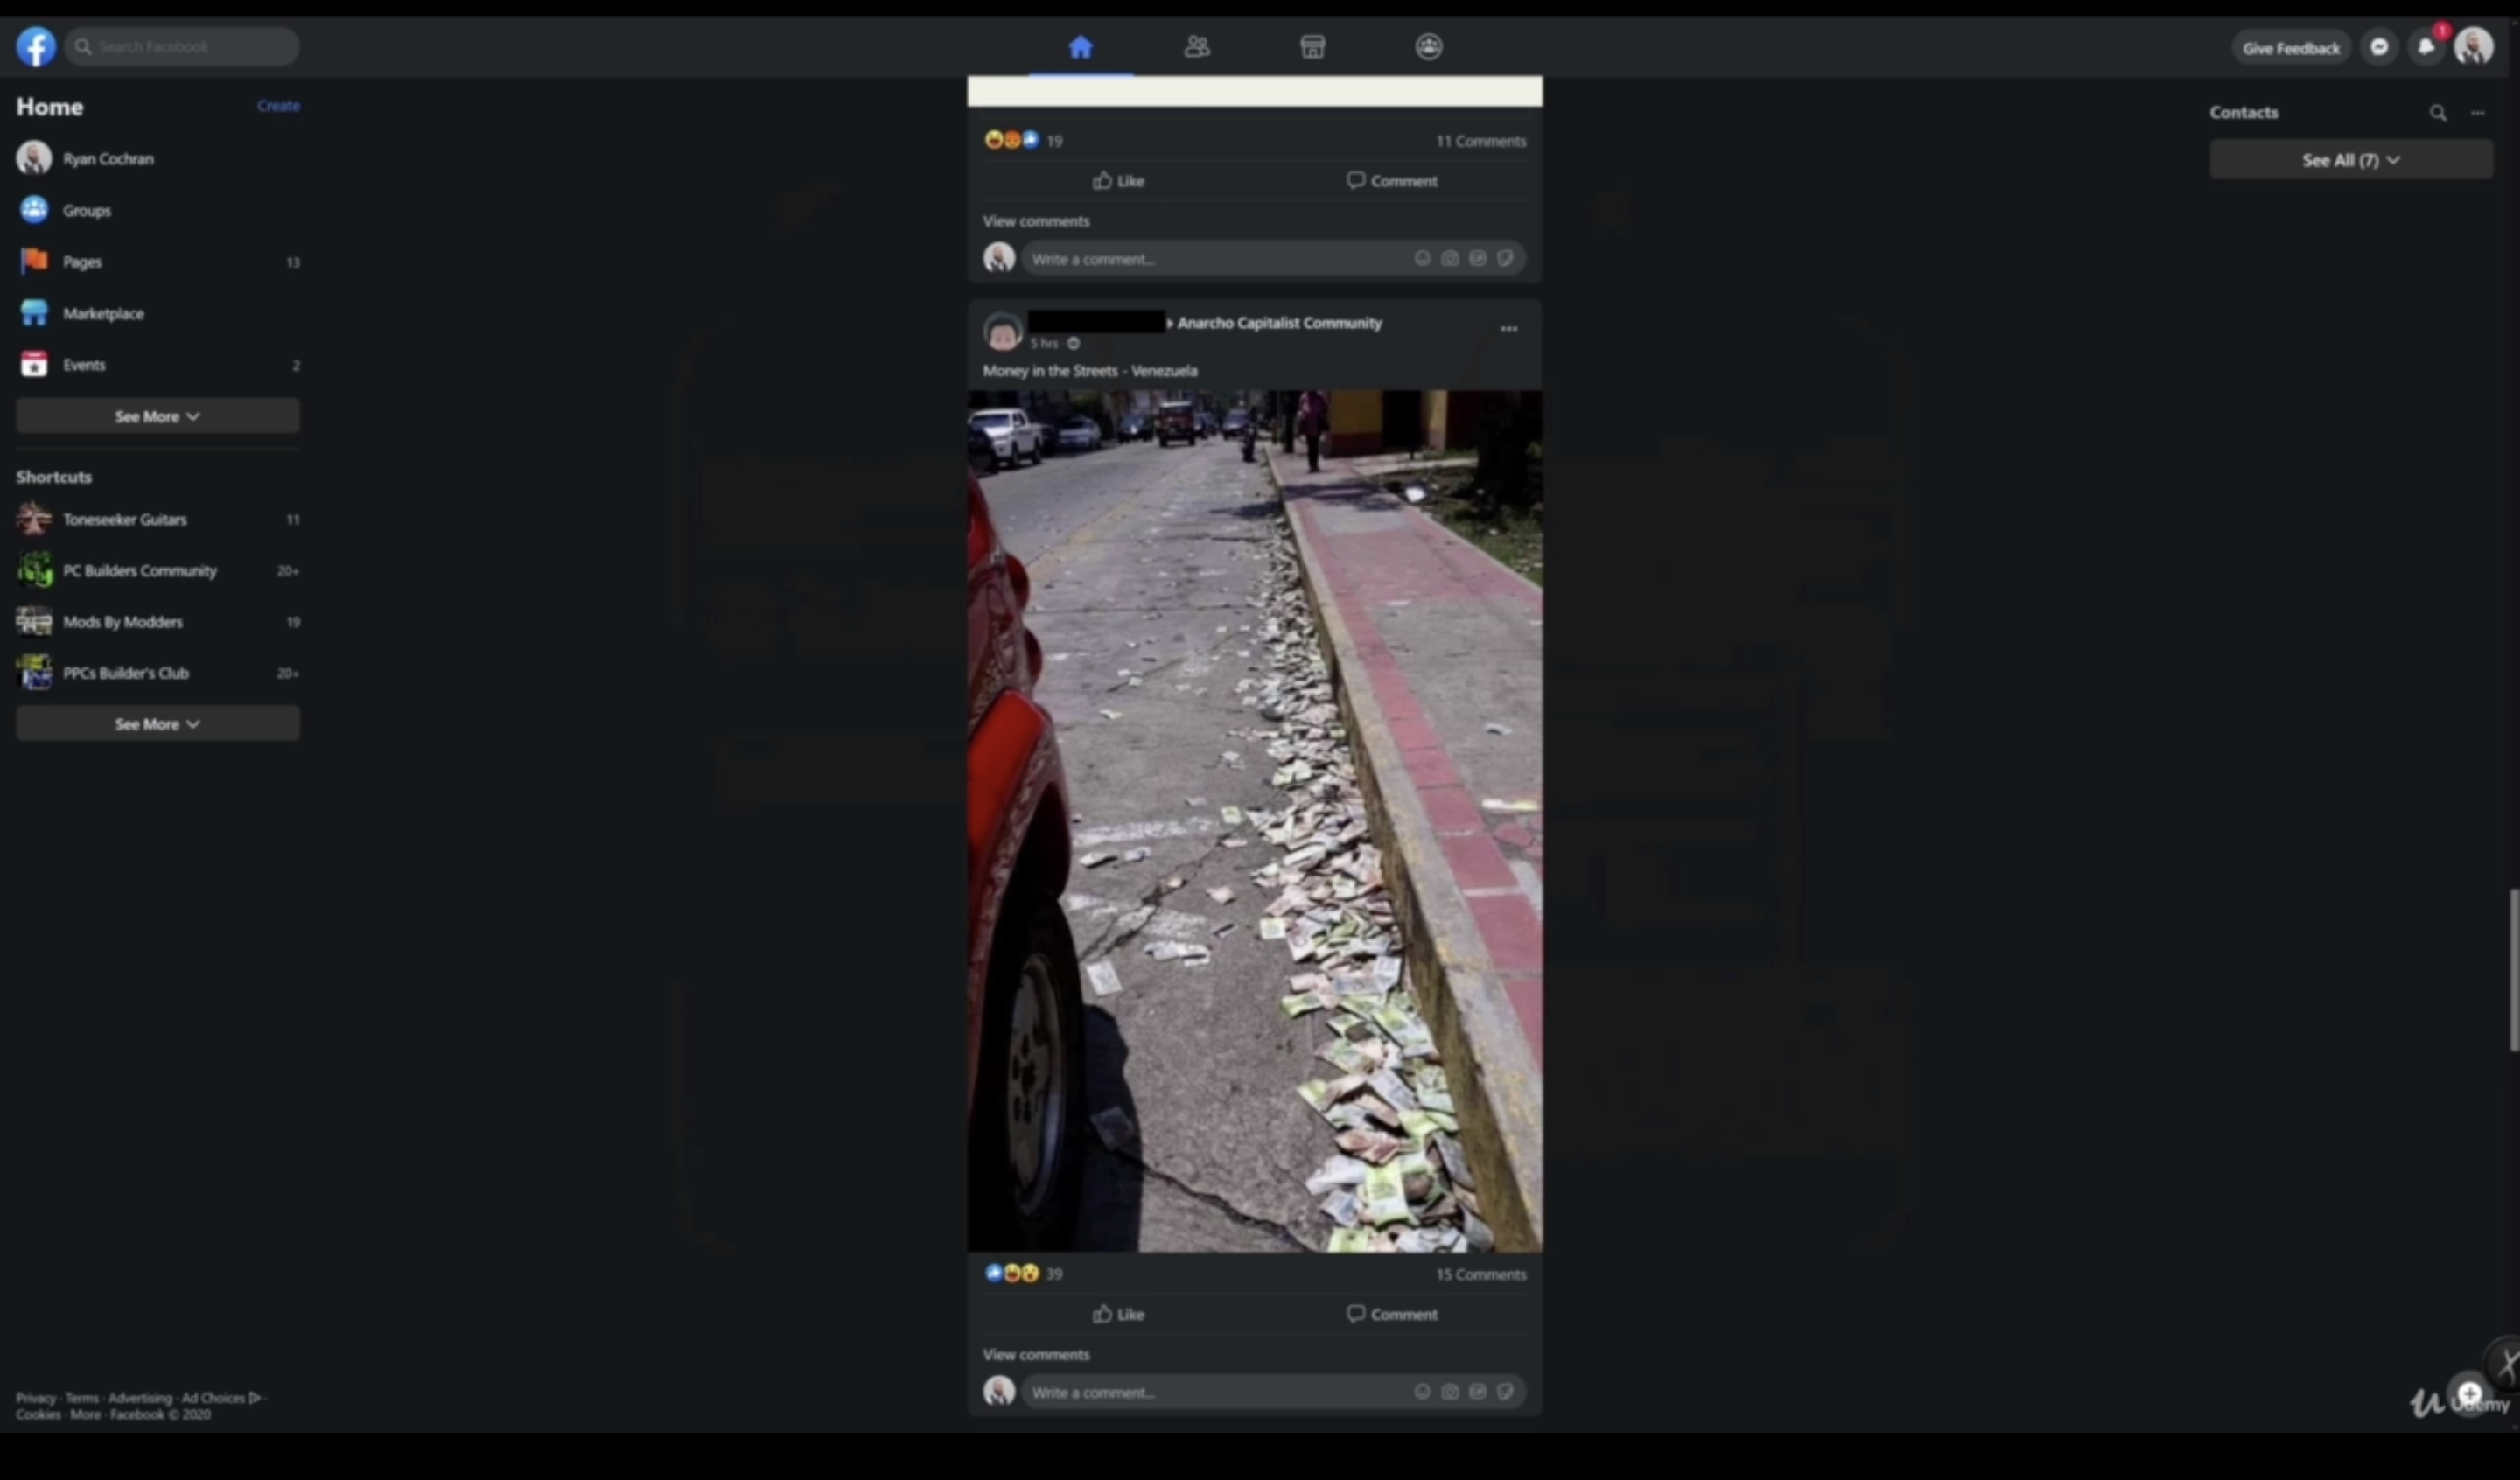 Search Facebook
Give Feedback
1
Home
Create
Ryan Cochran
Groups
Pages
13
Marketplace
Events
2
See More
Shortcuts
Toneseeker Guitars
11
PC Builders Community
20+
Mods By Modders
19
PPCs Builder's Club
20+
See More
Privacy · Terms · Advertising · Ad Choices ·
Cookies · More · Facebook © 2020
19
11 Comments
Like
Comment
View comments
Write a comment...
Anarcho Capitalist Community
5 hrs ·
Money in the Streets - Venezuela
39
15 Comments
Like
Comment
View comments
Write a comment...
Contacts
See All (7)
Udemy